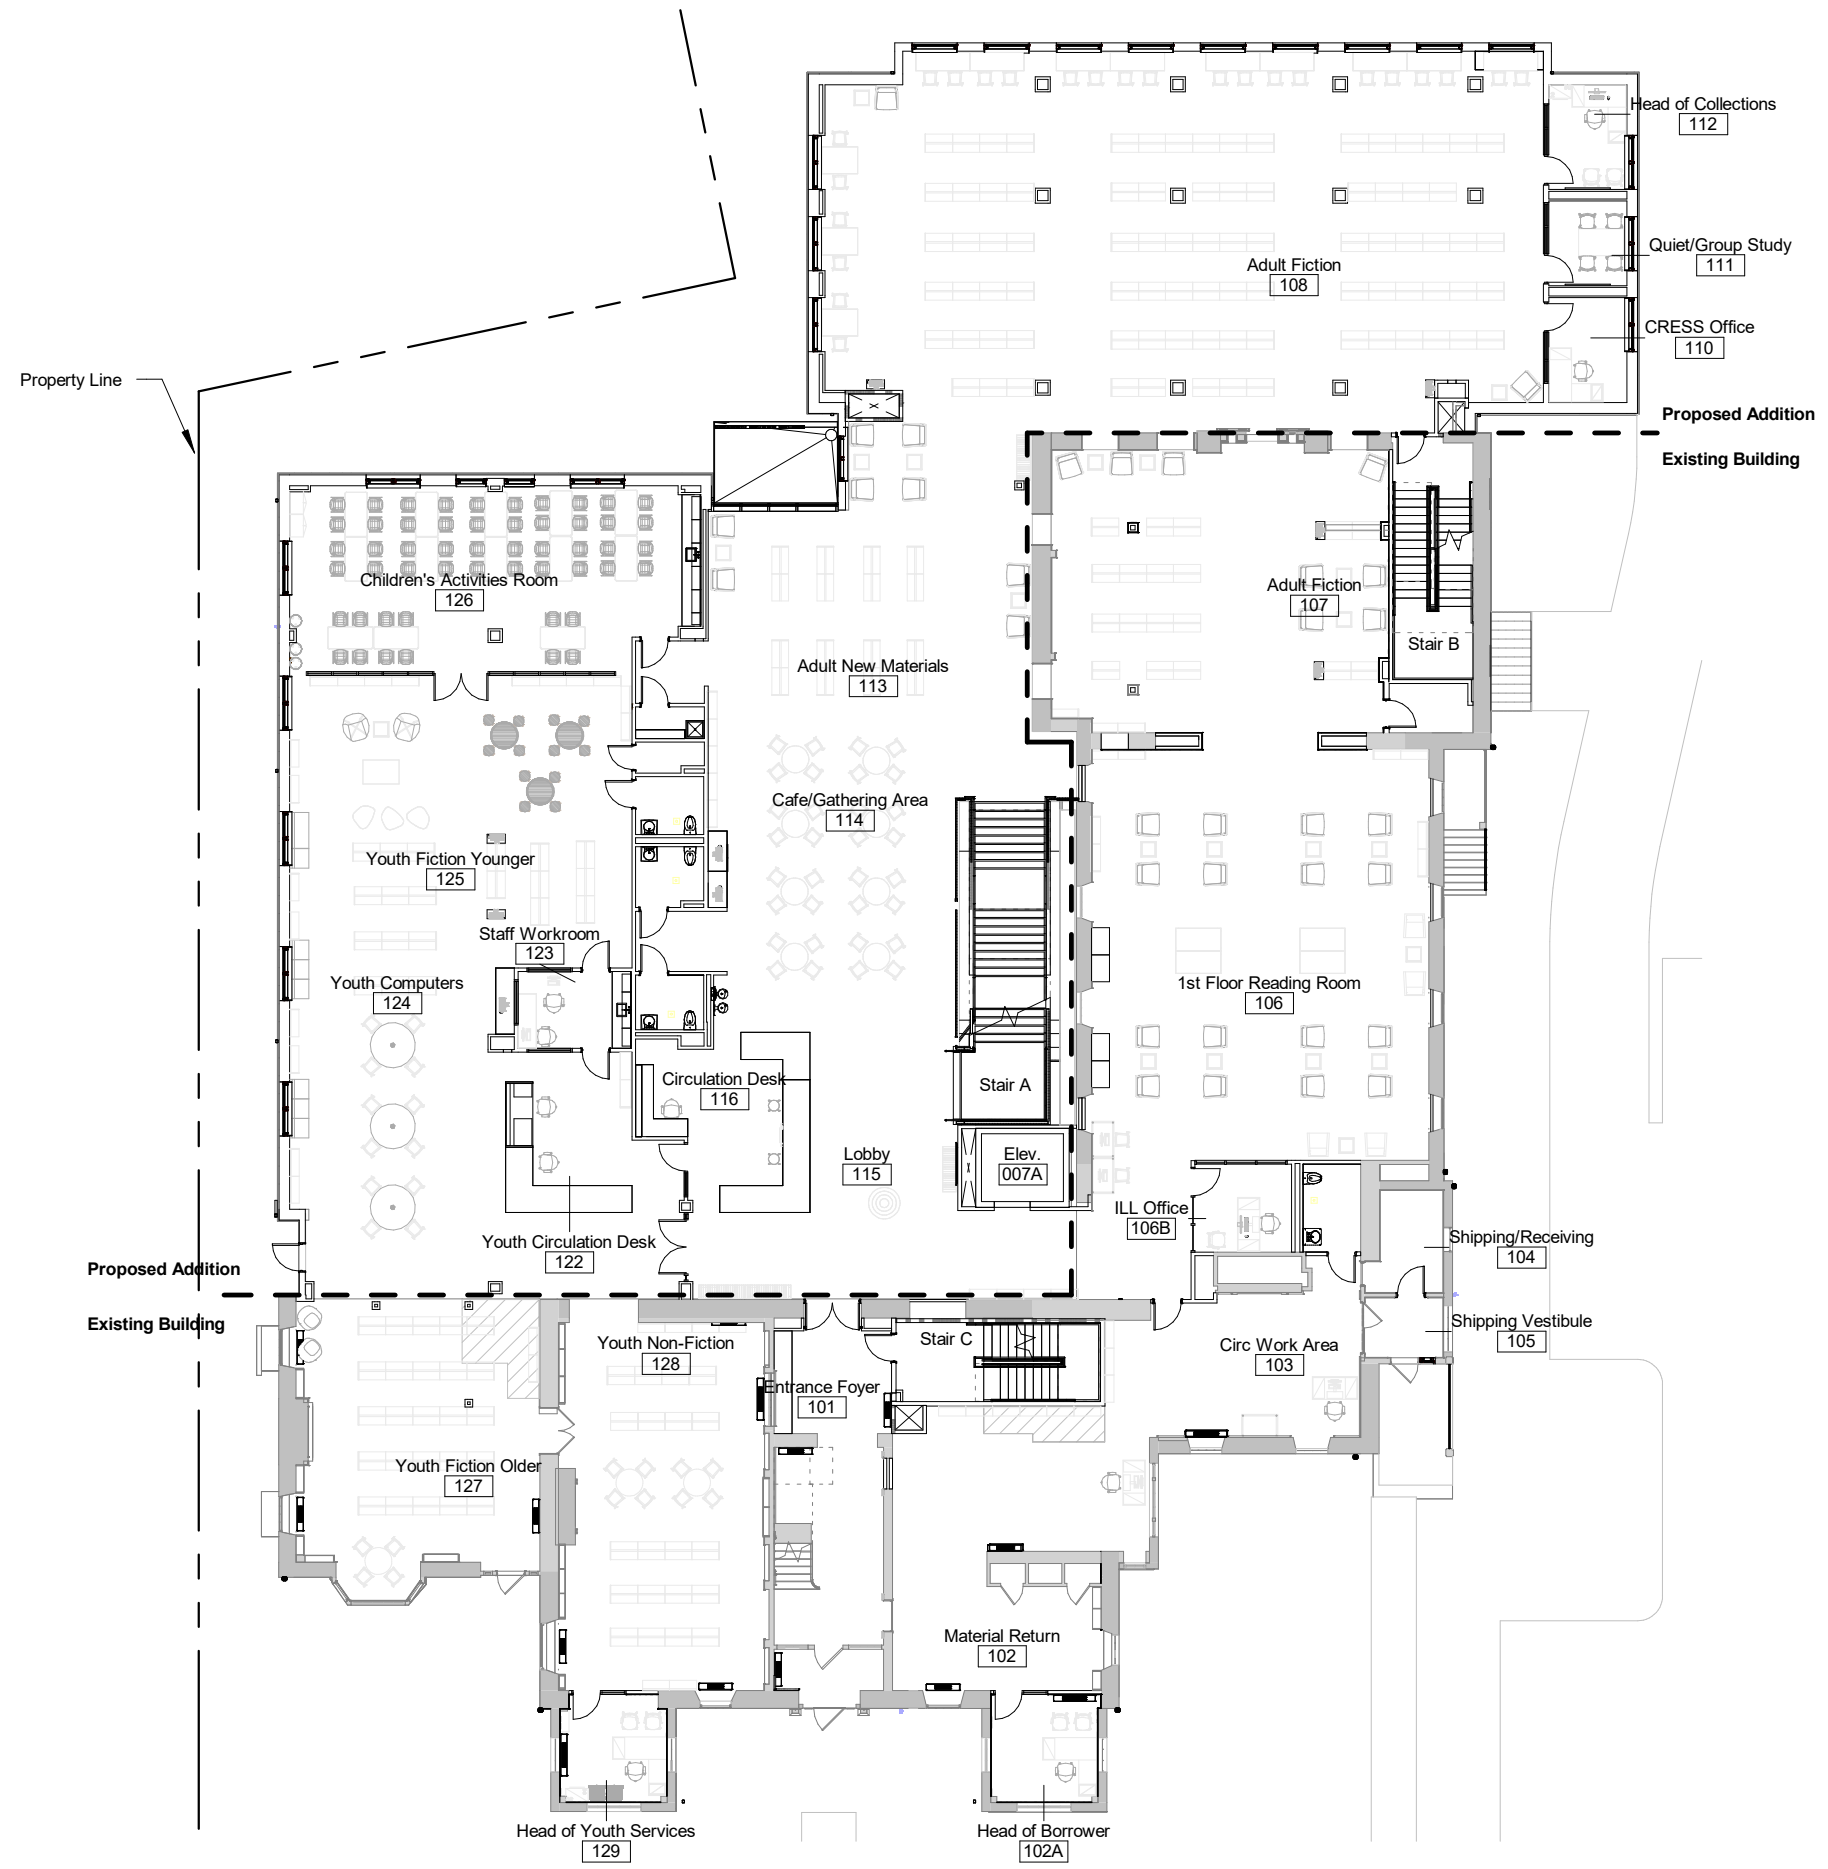 Head of Collections
112
Quiet/Group Study
111
Adult Fiction
108
CRESS Office
110
Property Line
Proposed Addition
Existing Building
Children's Activities Room
126
Adult Fiction
107
Stair B
Adult New Materials
113
Cafe/Gathering Area
114
Youth Fiction Younger
125
Staff Workroom
123
Youth Computers
124
1st Floor Reading Room
106
Circulation Desk
116
Stair A
Lobby
115
Elev.
007A
ILL Office
106B
Youth Circulation Desk
122
Shipping/Receiving
104
Proposed Addition
Existing Building
Shipping Vestibule
105
Youth Non-Fiction
128
Stair C
Circ Work Area
103
Entrance Foyer
101
Youth Fiction Older
127
Material Return
102
Head of Youth Services
129
Head of Borrower
102A